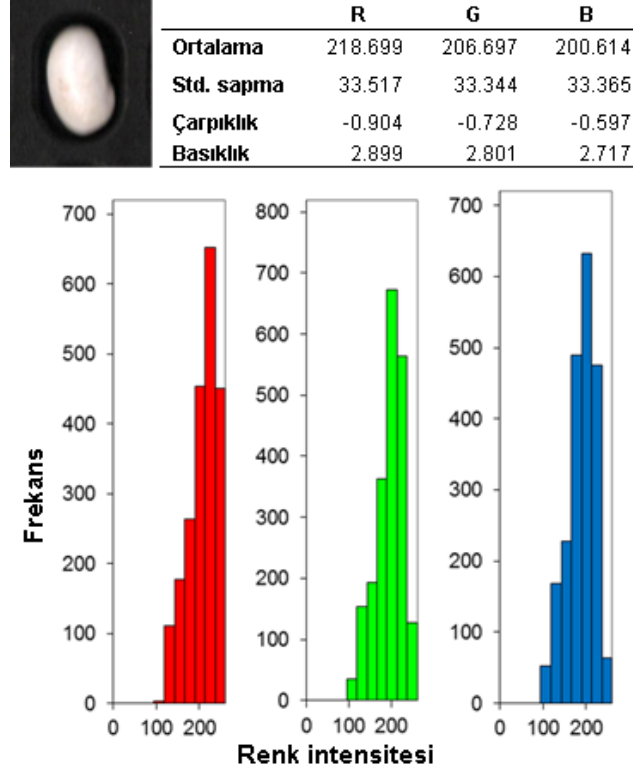 R G B
Ortalama 218.699 206.697 200.614
Std. sapma 33.517 33.344 33.365
Çarpıklık -0.904 -0.728 -0.597
Basıklık 2.899 2.801 2.717
Frekans
700 600 500 400 300 200 100 0
0 100 200
800 700 600 500 400 300 200 100 0
0 100 200
700 600 500 400 300 200 100 0
0 100 200
Renk intensitesi